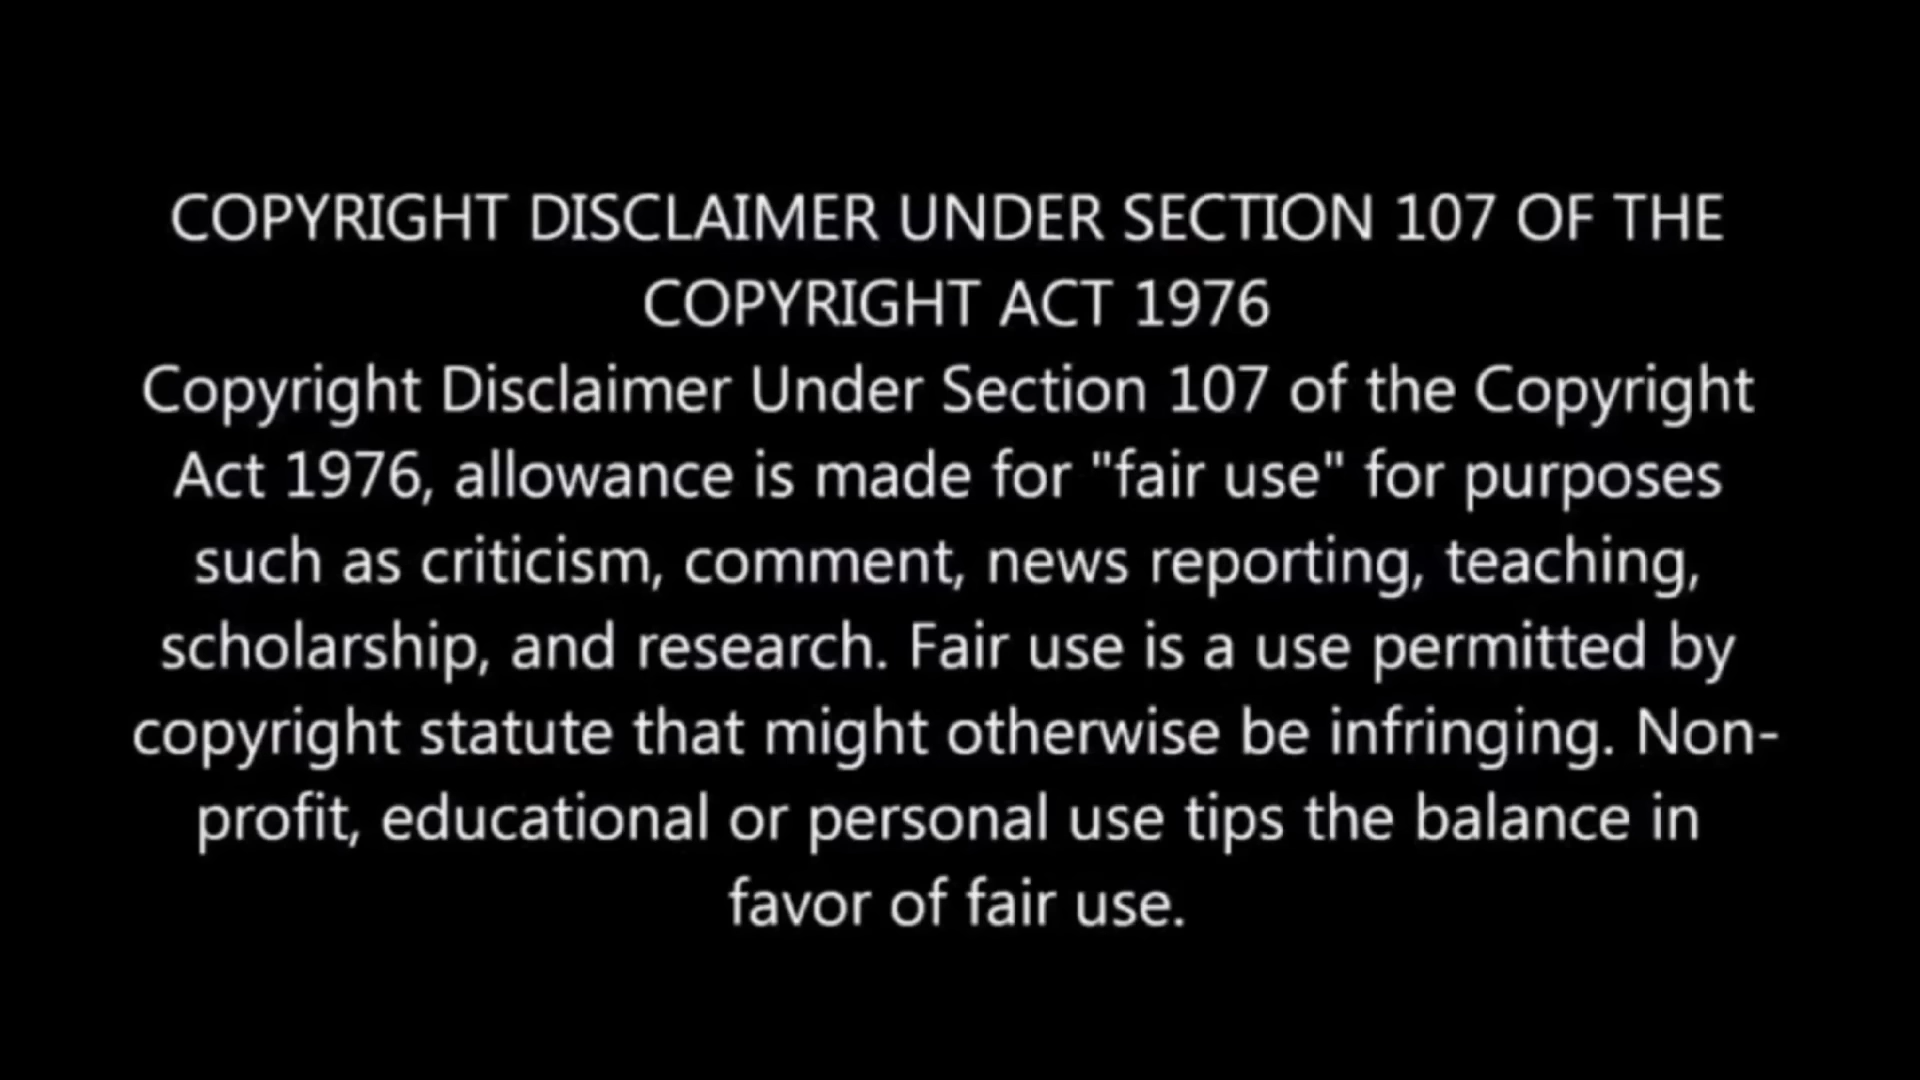 COPYRIGHT DISCLAIMER UNDER SECTION 107 OF THE
COPYRIGHT ACT 1976
Copyright Disclaimer Under Section 107 of the Copyright
Act 1976, allowance is made for "fair use" for purposes
such as criticism, comment, news reporting, teaching,
scholarship, and research. Fair use is a use permitted by
copyright statute that might otherwise be infringing. Non-
profit, educational or personal use tips the balance in
favor of fair use.